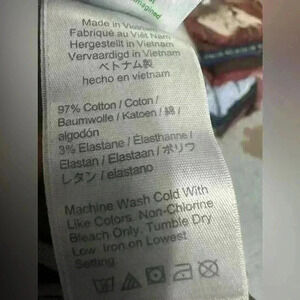 imagined
Made in Vietnam
Fabriqué au Viêt Nam
Hergestellt in Vietnam
Vervaardigd in Vietnam
ベトナム製
hecho en vietnam
97% Cotton / Coton /
Baumwolle / Katoen / 綿 /
algodón
3% Elastane / Élasthanne /
Elastan / Elastaan / ポリウ
レタン / elastano
Machine Wash Cold With
Like Colors. Non-Chlorine
Bleach Only. Tumble Dry
Low Iron on Lowest
Setting